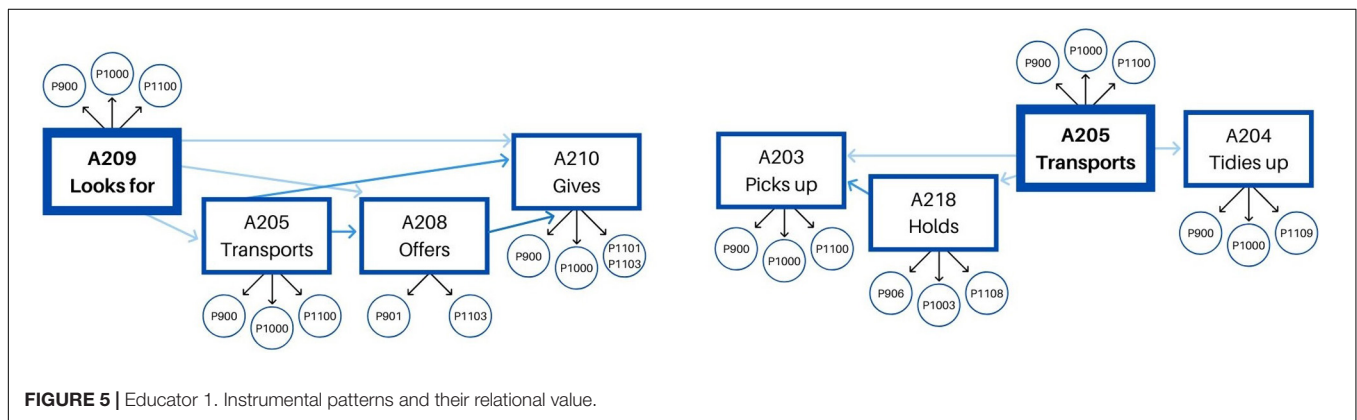 P900
P1000
P1100
A209
Looks for
A205
Transports
P900
P1000
P1100
A208
Offers
P901
P1103
A210
Gives
P900
P1000
P1101
P1103
P900
P1000
P1100
A205
Transports
A203
Picks up
P900
P1000
P1100
A218
Holds
P906
P1003
P1108
A204
Tidies up
P900
P1000
P1109
FIGURE 5 | Educator 1. Instrumental patterns and their relational value.